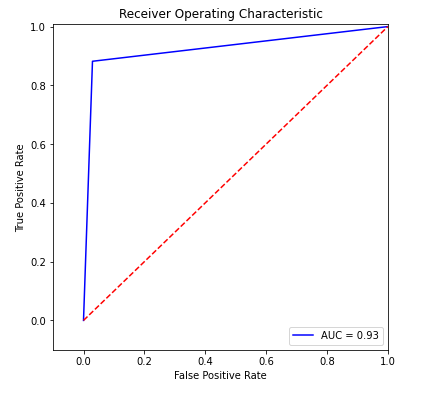 Receiver Operating Characteristic
1.0
0.8
0.6
0.4
0.2
0.0
True Positive Rate
AUC = 0.93
0.0 0.2 0.4 0.6 0.8 1.0
False Positive Rate